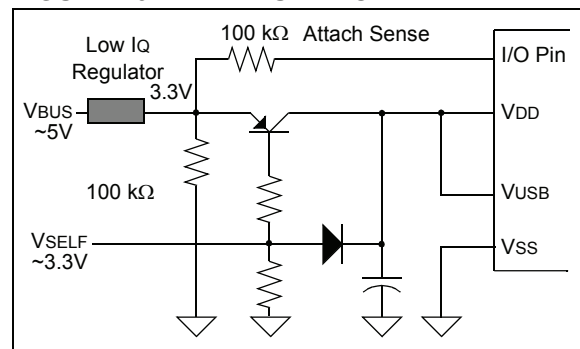 100 kΩ
Attach Sense
Low IQ
Regulator
3.3V
I/O Pin
VBUS
~5V
VDD
100 kΩ
VUSB
VSELF
~3.3V
VSS